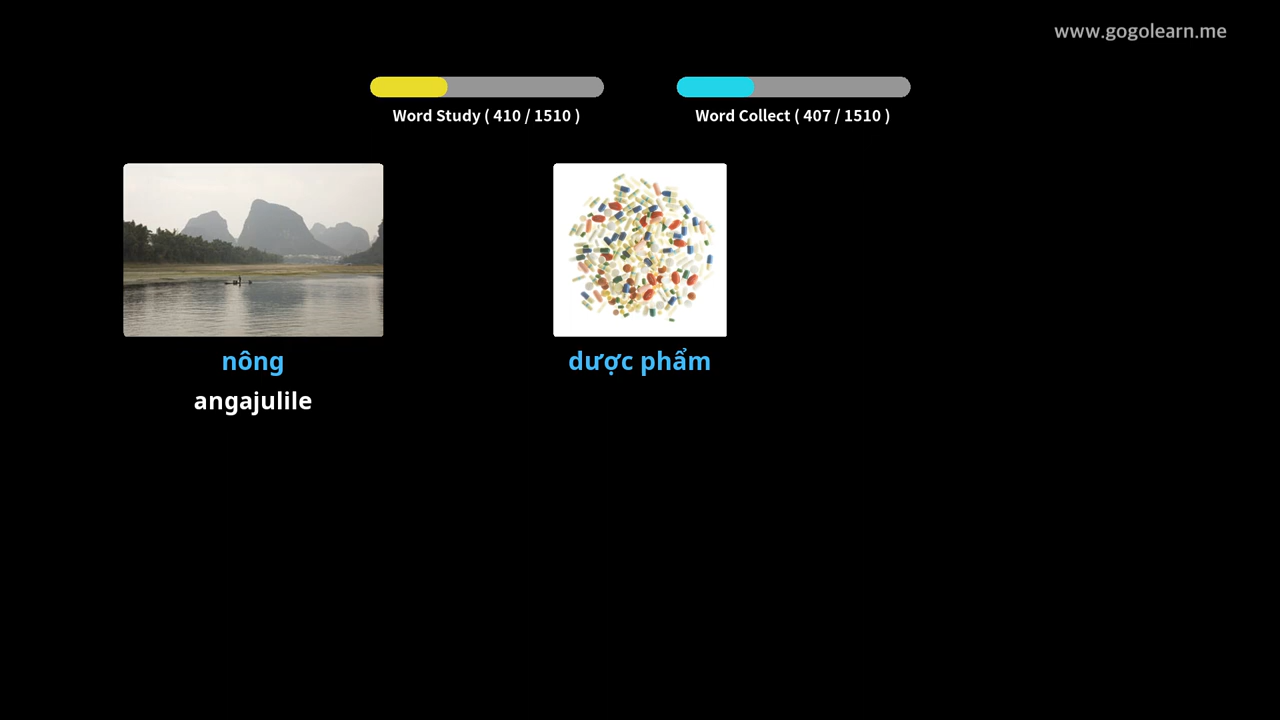 www.gogolearn.me
Word Study ( 410 / 1510 )
Word Collect ( 407 / 1510 )
nông
dược phẩm
angajulile